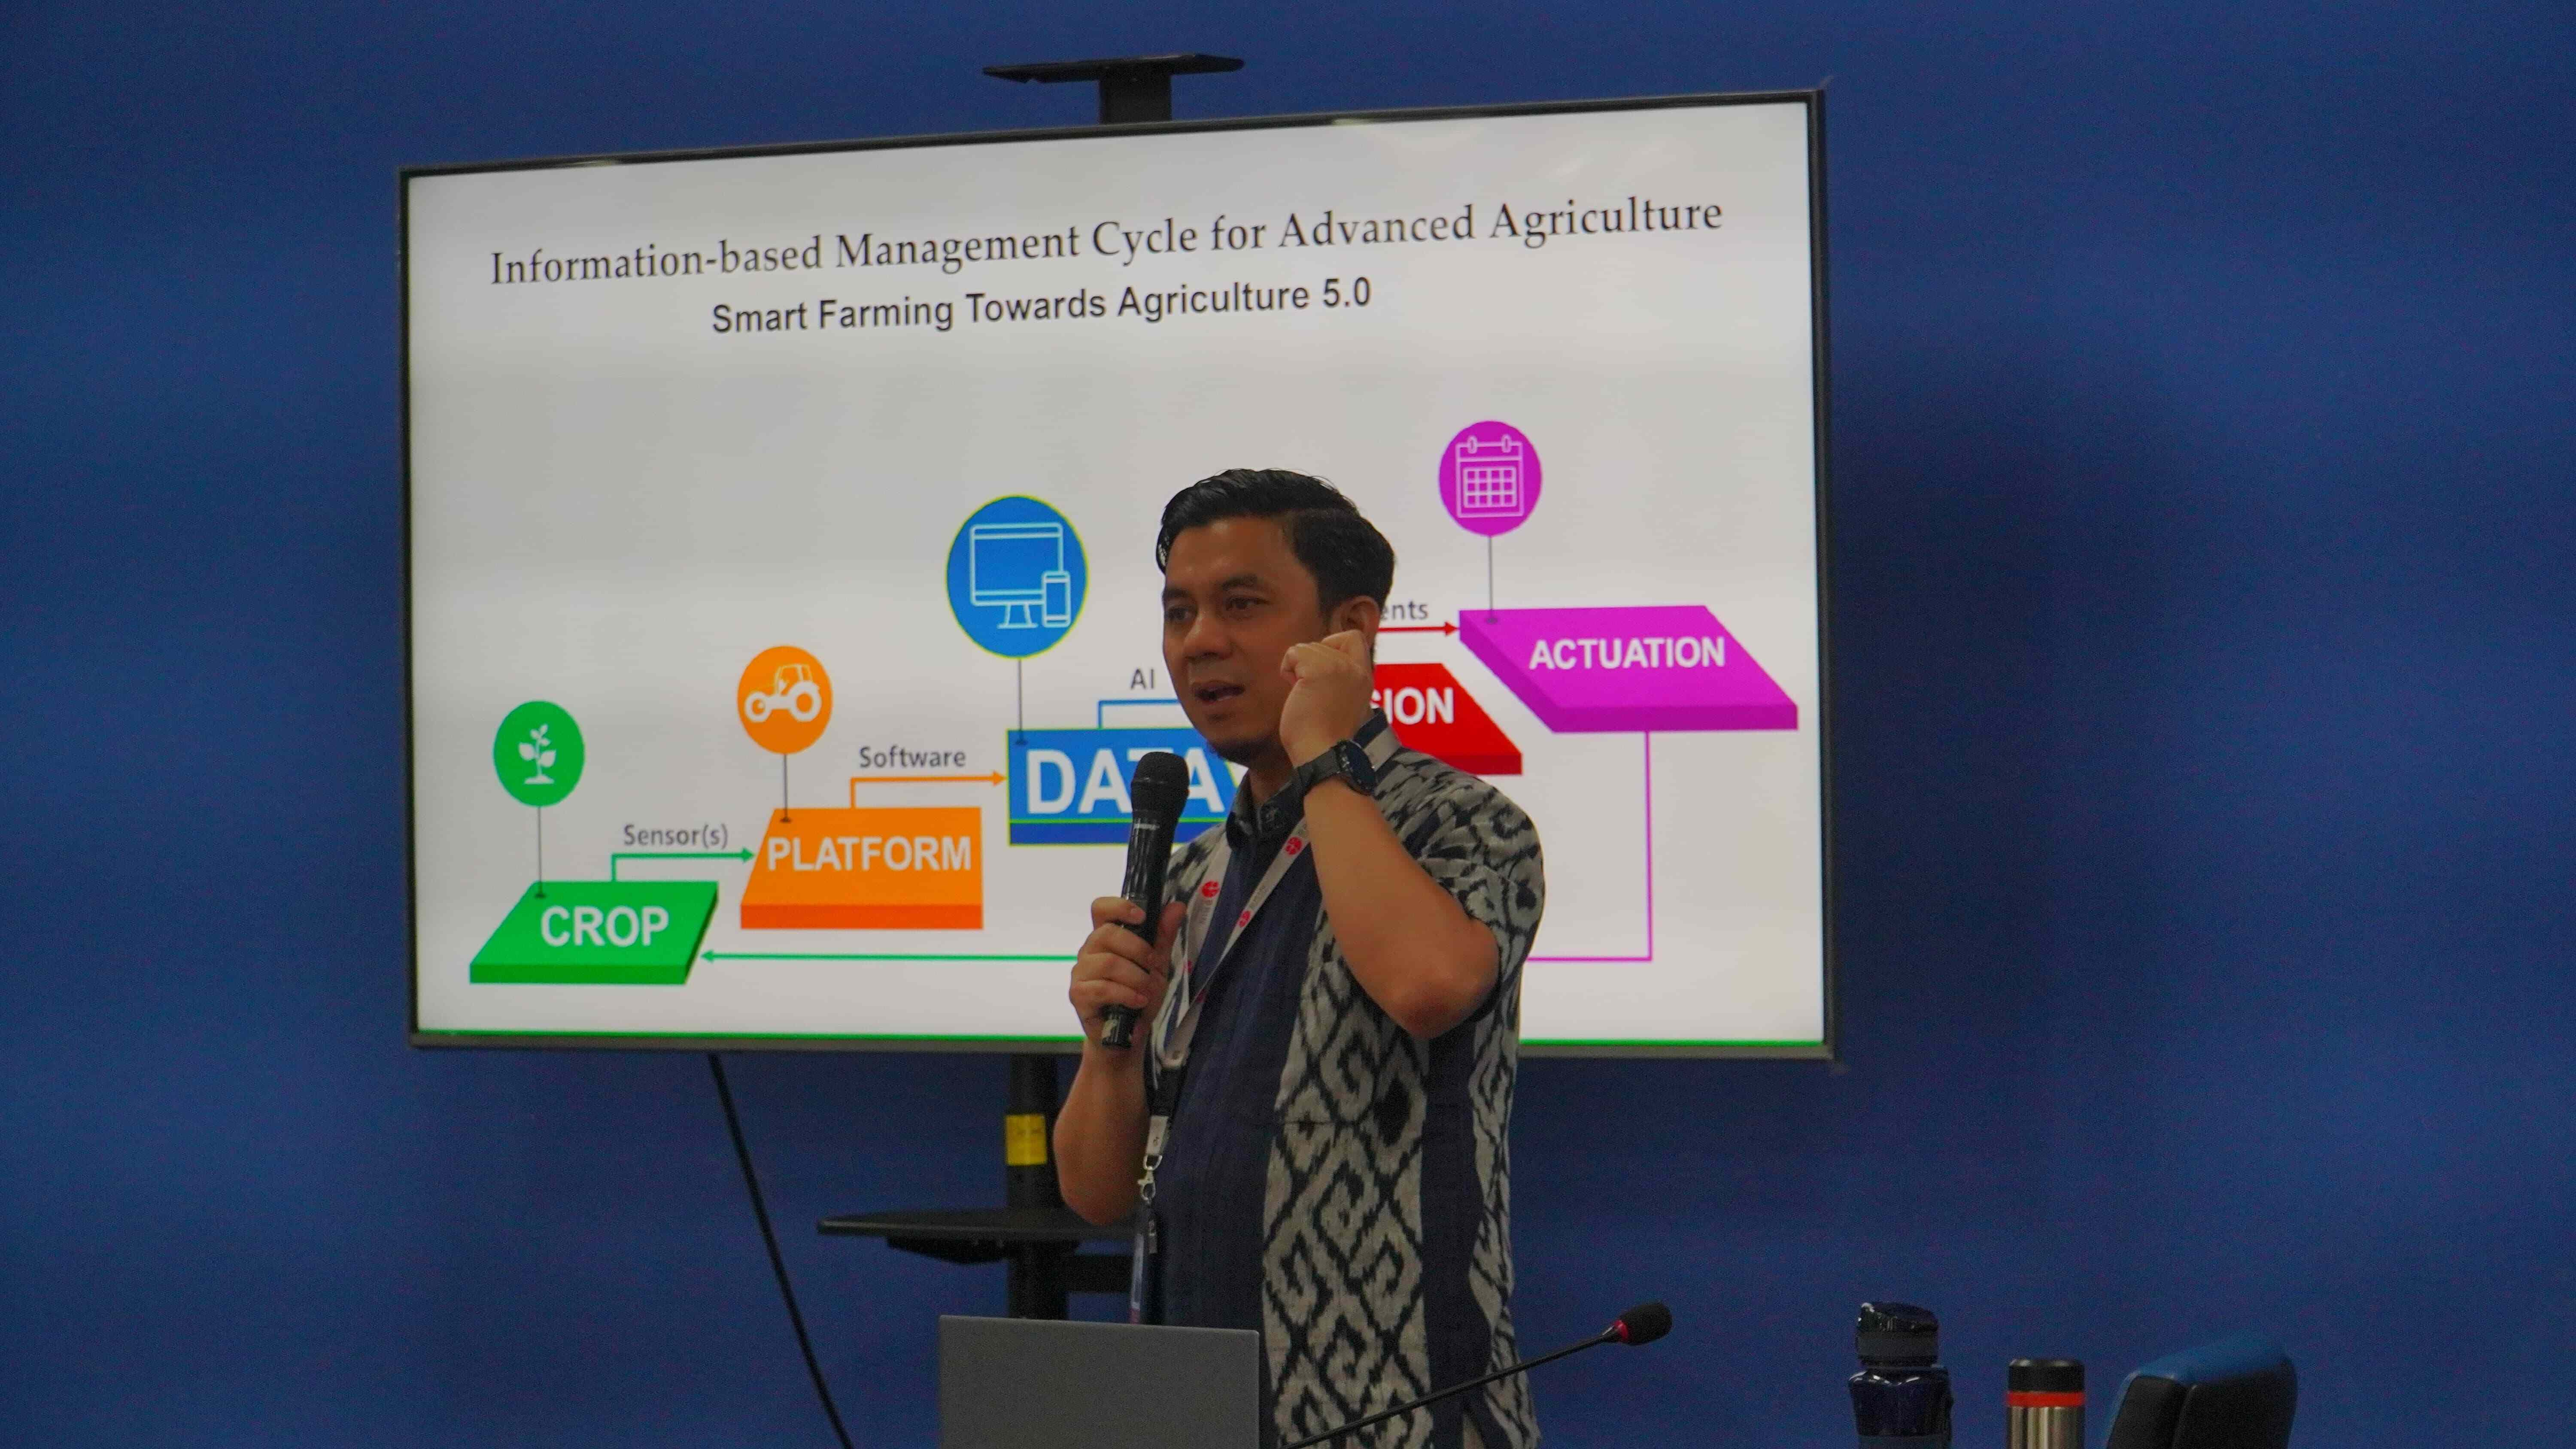 Information-based Management Cycle for Advanced Agriculture
Smart Farming Towards Agriculture 5.0
ACTUATION
AI
Software
DATA
Sensor(s)
PLATFORM
CROP